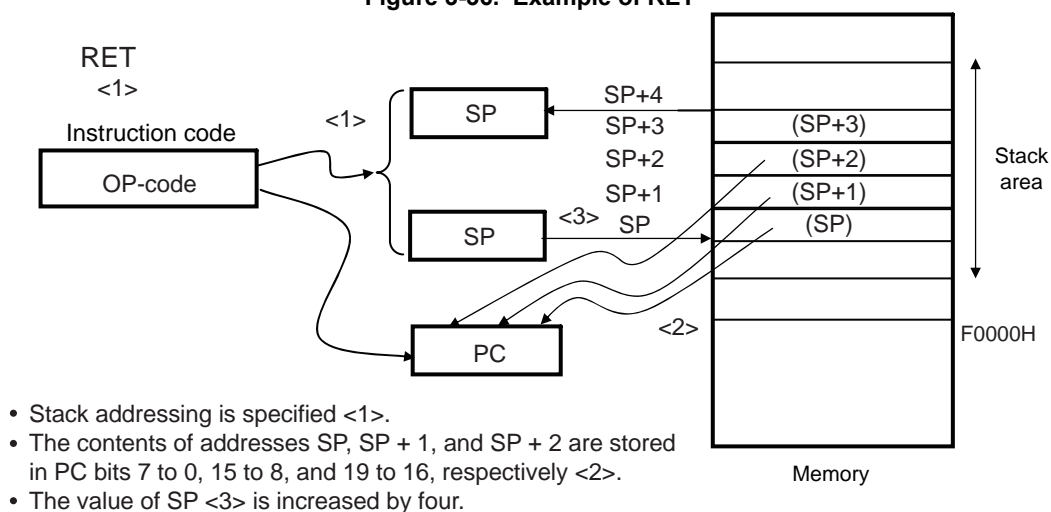 Figure 3-36. Example of RET
RET
<1>
Instruction code
OP-code
<1>
SP
SP
SP+4
SP+3
SP+2
SP+1
<3> SP
(SP+3)
(SP+2)
(SP+1)
(SP)
Stack
area
<2>
PC
F0000H
Memory
• Stack addressing is specified <1>.
• The contents of addresses SP, SP + 1, and SP + 2 are stored
in PC bits 7 to 0, 15 to 8, and 19 to 16, respectively <2>.
• The value of SP <3> is increased by four.